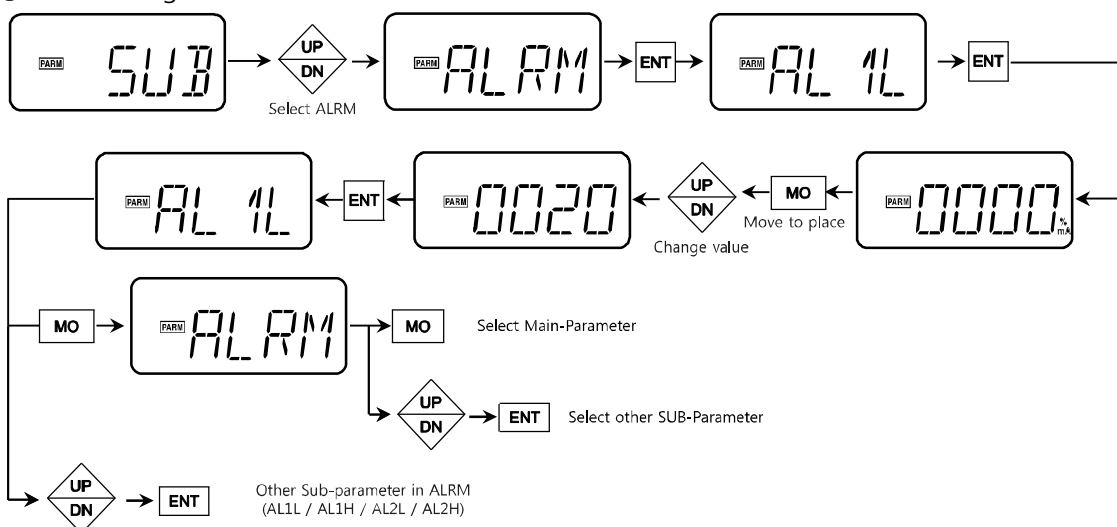 PARM SUB
UP
DN
Select ALRM
PARM ALRM
ENT
PARM AL 1L
ENT
PARM AL 1L
ENT
PARM 0020
UP
DN
Change value
MO
Move to place
PARM 0000 % mA
MO
PARM ALRM
MO
Select Main-Parameter
UP
DN
ENT
Select other SUB-Parameter
UP
DN
ENT
Other Sub-parameter in ALRM
(AL1L / AL1H / AL2L / AL2H)